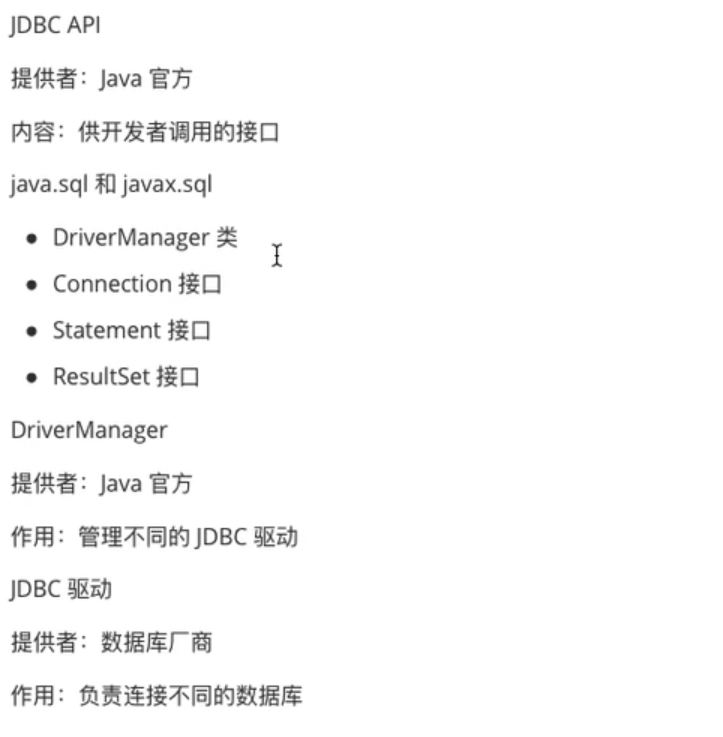 JDBC API
提供者：Java 官方
内容：供开发者调用的接口
java.sql 和 javax.sql
● DriverManager 类
● Connection 接口
● Statement 接口
● ResultSet 接口
DriverManager
提供者：Java 官方
作用：管理不同的 JDBC 驱动
JDBC 驱动
提供者：数据库厂商
作用：负责连接不同的数据库